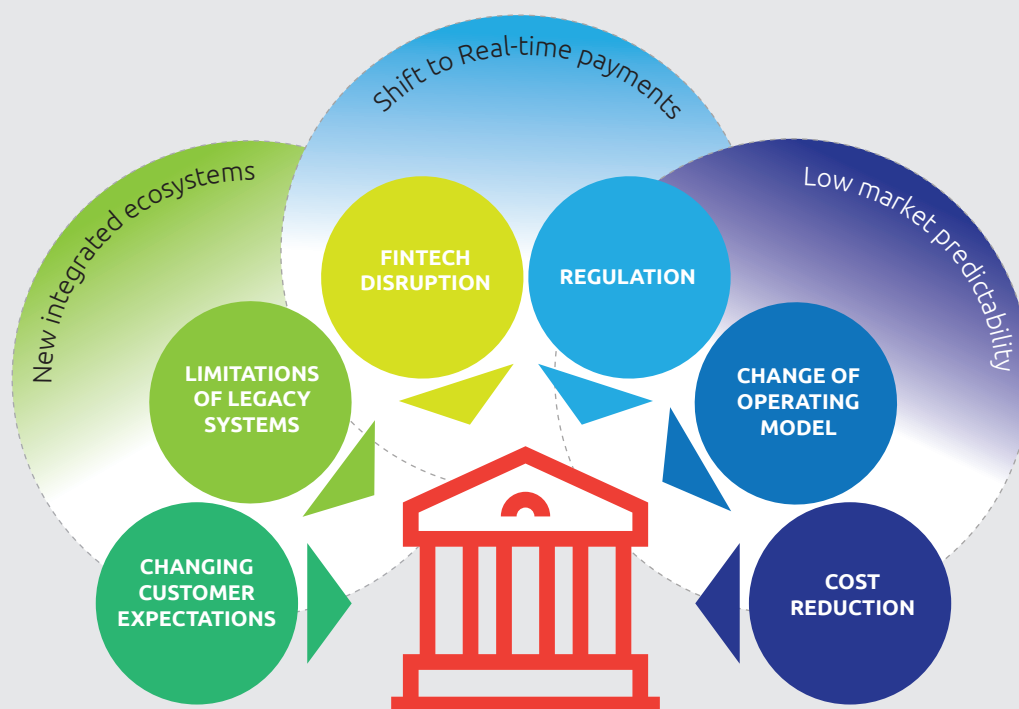 Shift to Real-time payments
New integrated ecosystems
Low market predictability
FINTECH
DISRUPTION
REGULATION
LIMITATIONS
OF LEGACY
SYSTEMS
CHANGE OF
OPERATING
MODEL
CHANGING
CUSTOMER
EXPECTATIONS
COST
REDUCTION